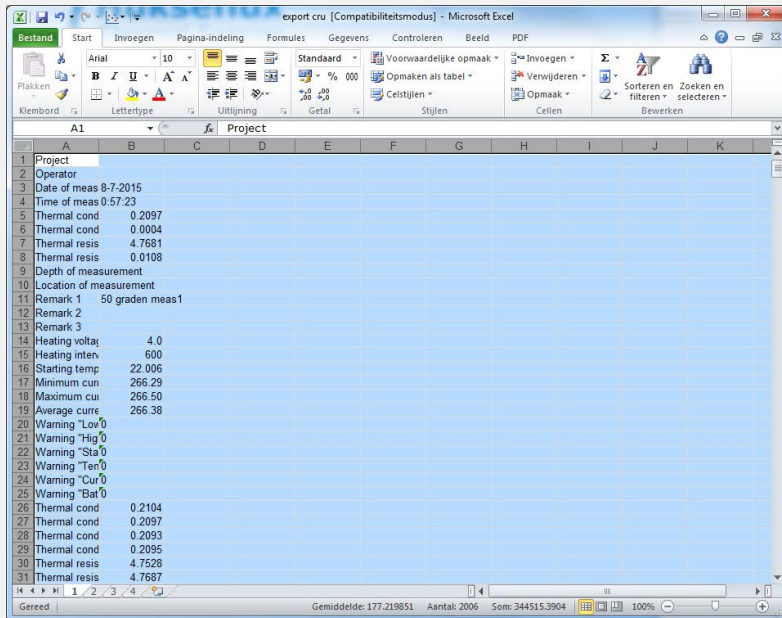 export cru [Compatibiliteitsmodus] - Microsoft Excel
Bestand Start Invoegen Pagina-indeling Formules Gegevens Controleren Beeld PDF
Plakken
Arial 10
B I U A A
Standaard
% 000
Voorwaardelijke opmaak
Opmaken als tabel
Celstijlen
Invoegen
Verwijderen
Opmaak
Σ
Sorteren en filteren
Zoeken en selecteren
Klembord Lettertype Uitlijning Getal Stijlen Cellen Bewerken
A1 fx Project
A B C D E F G H I J K
1 Project
2 Operator
3 Date of meas 8-7-2015
4 Time of meas 0:57:23
5 Thermal cond 0.2097
6 Thermal cond 0.0004
7 Thermal resis 4.7681
8 Thermal resis 0.0108
9 Depth of measurement
10 Location of measurement
11 Remark 1 50 graden meas1
12 Remark 2
13 Remark 3
14 Heating voltag 4.0
15 Heating interv 600
16 Starting temp 22.006
17 Minimum curr 266.29
18 Maximum cur 266.50
19 Average curre 266.38
20 Warning "Low 0
21 Warning "Hig 0
22 Warning "Sta 0
23 Warning "Ten 0
24 Warning "Cur 0
25 Warning "Bat 0
26 Thermal cond 0.2104
27 Thermal cond 0.2097
28 Thermal cond 0.2093
29 Thermal cond 0.2095
30 Thermal resis 4.7528
31 Thermal resis 4.7687
1 2 3 4
Gereed Gemiddelde: 177.219851 Aantal: 2006 Som: 344515.3904 100%